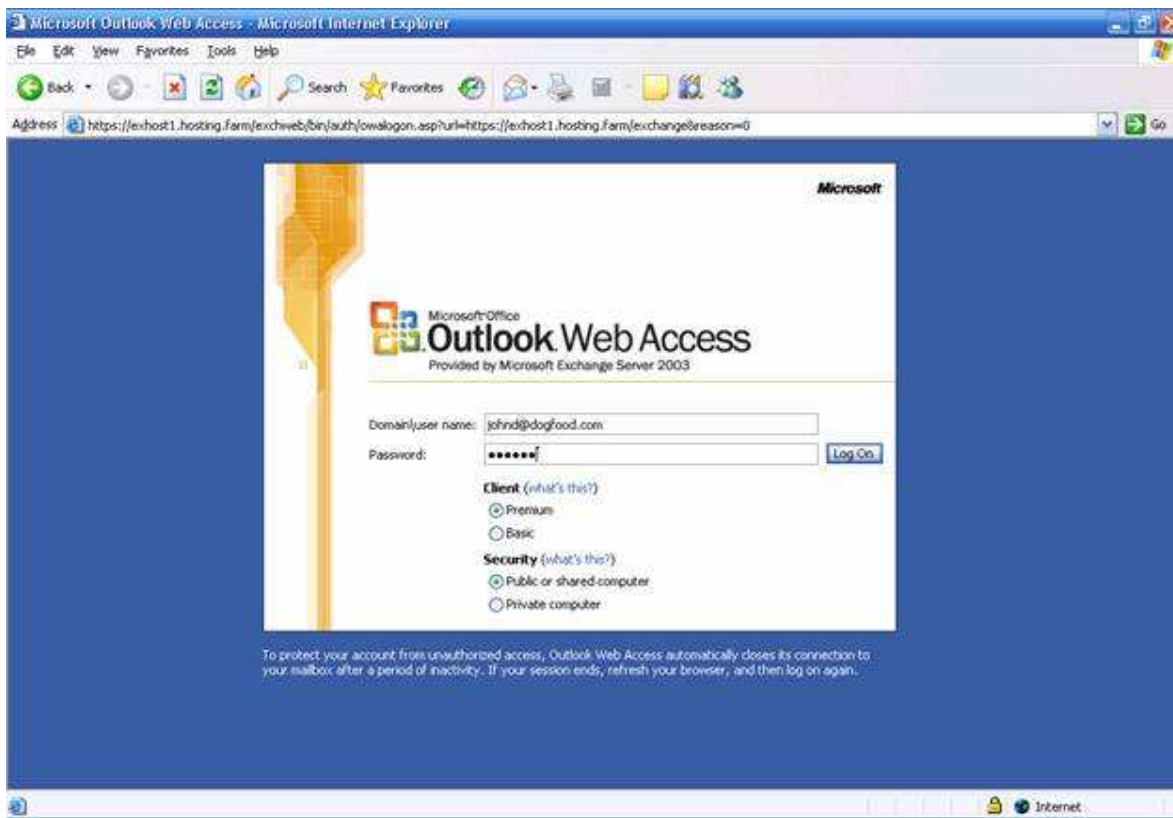 Microsoft Outlook Web Access - Microsoft Internet Explorer
File Edit View Favorites Tools Help
Back Search Favorites
Address https://exhost1.hosting.farm/exchweb/bin/auth/owalogon.asp?url=https://exhost1.hosting.farm/exchange&reason=0 Go
Microsoft
Microsoft Office
Outlook Web Access
Provided by Microsoft Exchange Server 2003
Domain\user name: johnd@dogfood.com
Password: •••••• Log On
Client (what's this?)
Premium
Basic
Security (what's this?)
Public or shared computer
Private computer
To protect your account from unauthorized access, Outlook Web Access automatically closes its connection to
your mailbox after a period of inactivity. If your session ends, refresh your browser, and then log on again.
Internet